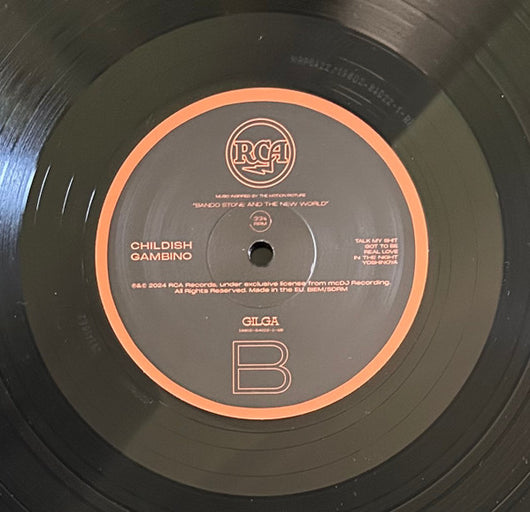 RCA
MUSIC INSPIRED BY THE MOTION PICTURE
"BANDO STONE AND THE NEW WORLD"
33⅓
RPM
CHILDISH
GAMBINO
TALK MY SHIT
GOT TO BE
REAL LOVE
IN THE NIGHT
YOSHINOYA
℗&© 2024 RCA Records, under exclusive license from mcDJ Recording.
All Rights Reserved. Made in the EU. BIEM/SDRM
GILGA
B